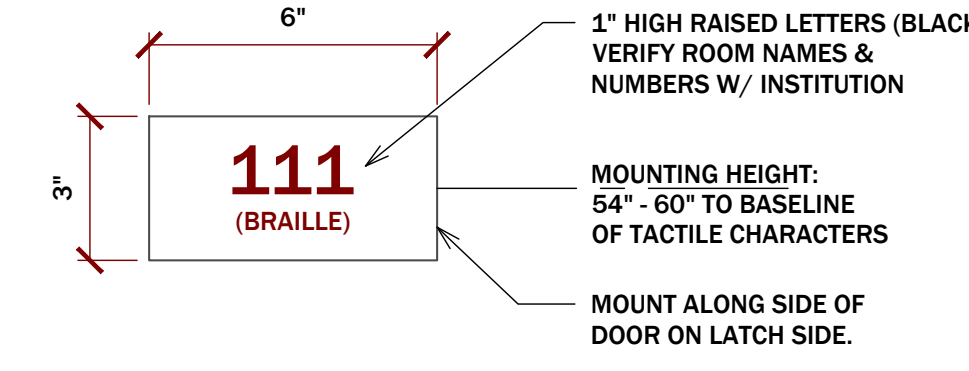 6"
1" HIGH RAISED LETTERS (BLACK
VERIFY ROOM NAMES &
NUMBERS W/ INSTITUTION
3"
111
(BRAILLE)
MOUNTING HEIGHT:
54" - 60" TO BASELINE
OF TACTILE CHARACTERS
MOUNT ALONG SIDE OF
DOOR ON LATCH SIDE.